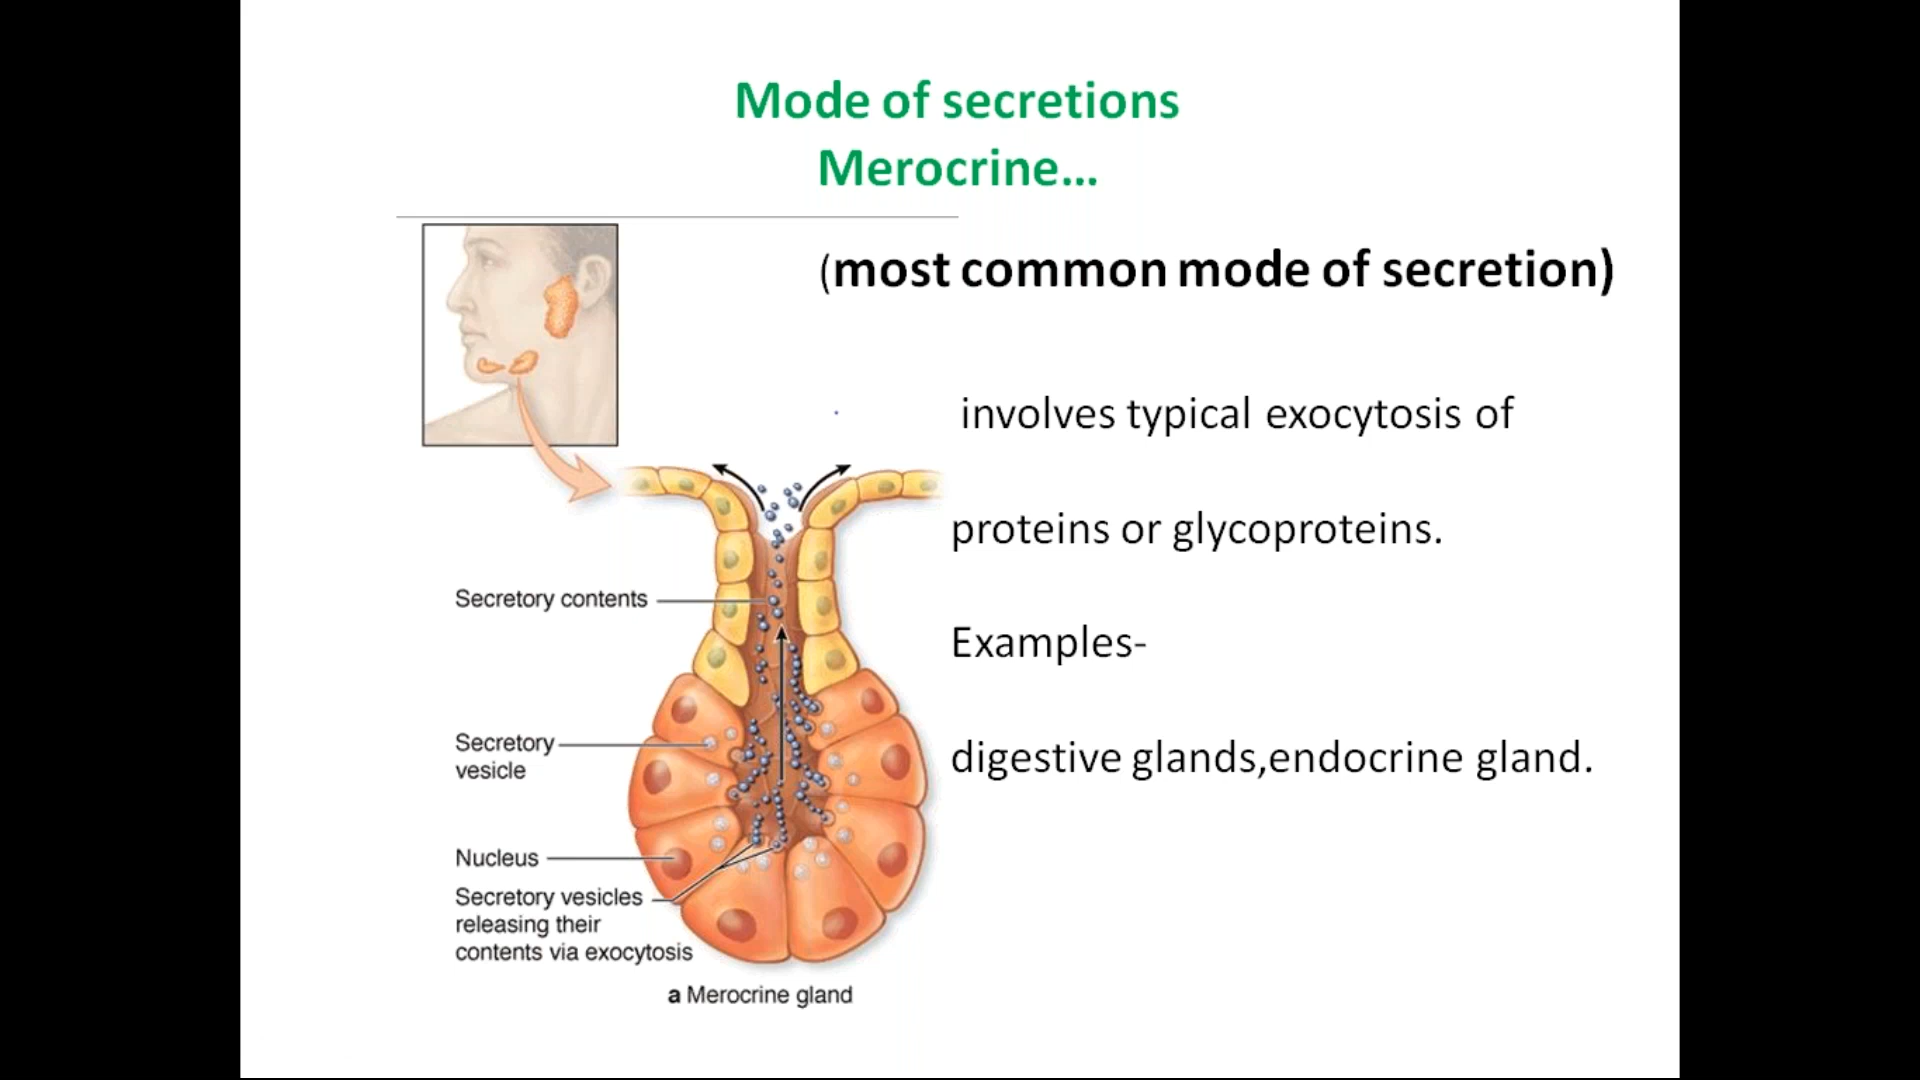 Mode of secretions
Merocrine...
(most common mode of secretion)
involves typical exocytosis of
proteins or glycoproteins.
Examples-
digestive glands,endocrine gland.
Secretory contents
Secretory
vesicle
Nucleus
Secretory vesicles
releasing their
contents via exocytosis
a Merocrine gland